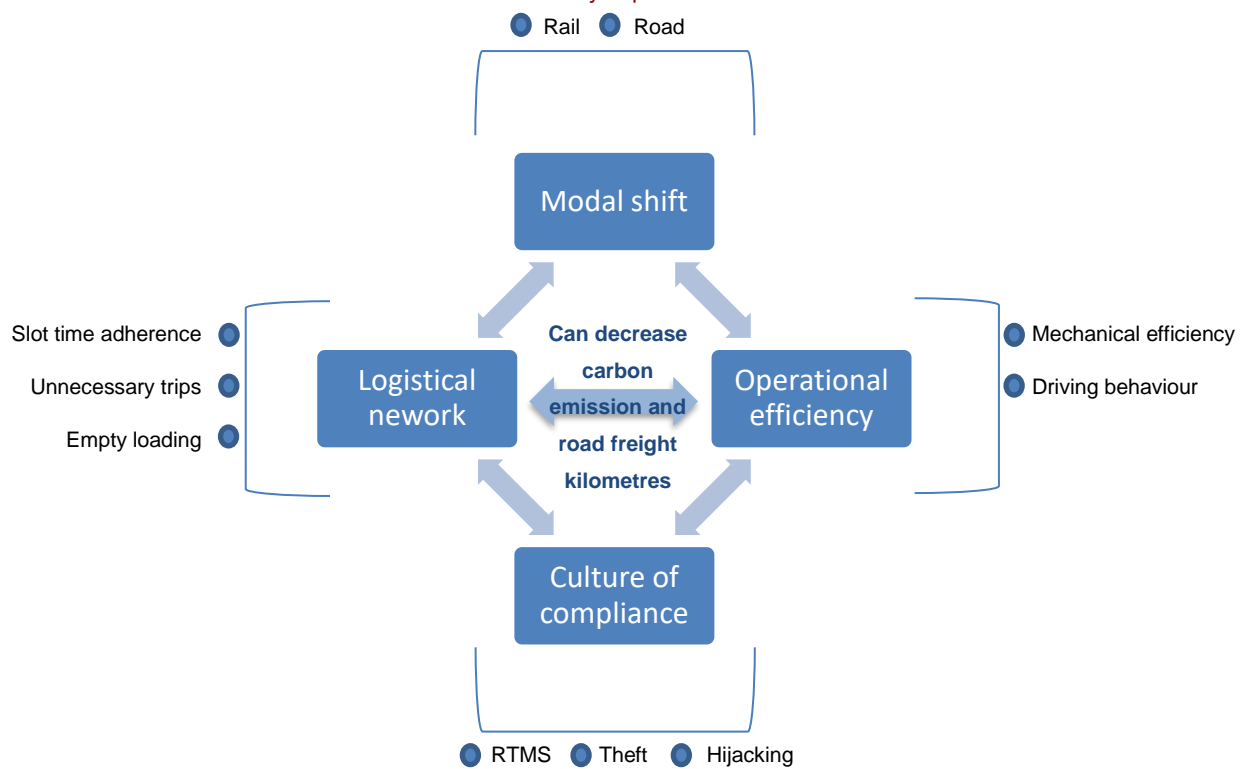 Rail
Road
Modal shift
Slot time adherence
Unnecessary trips
Empty loading
Logistical
nework
Can decrease
carbon
emission and
road freight
kilometres
Operational
efficiency
Mechanical efficiency
Driving behaviour
Culture of
compliance
RTMS
Theft
Hijacking